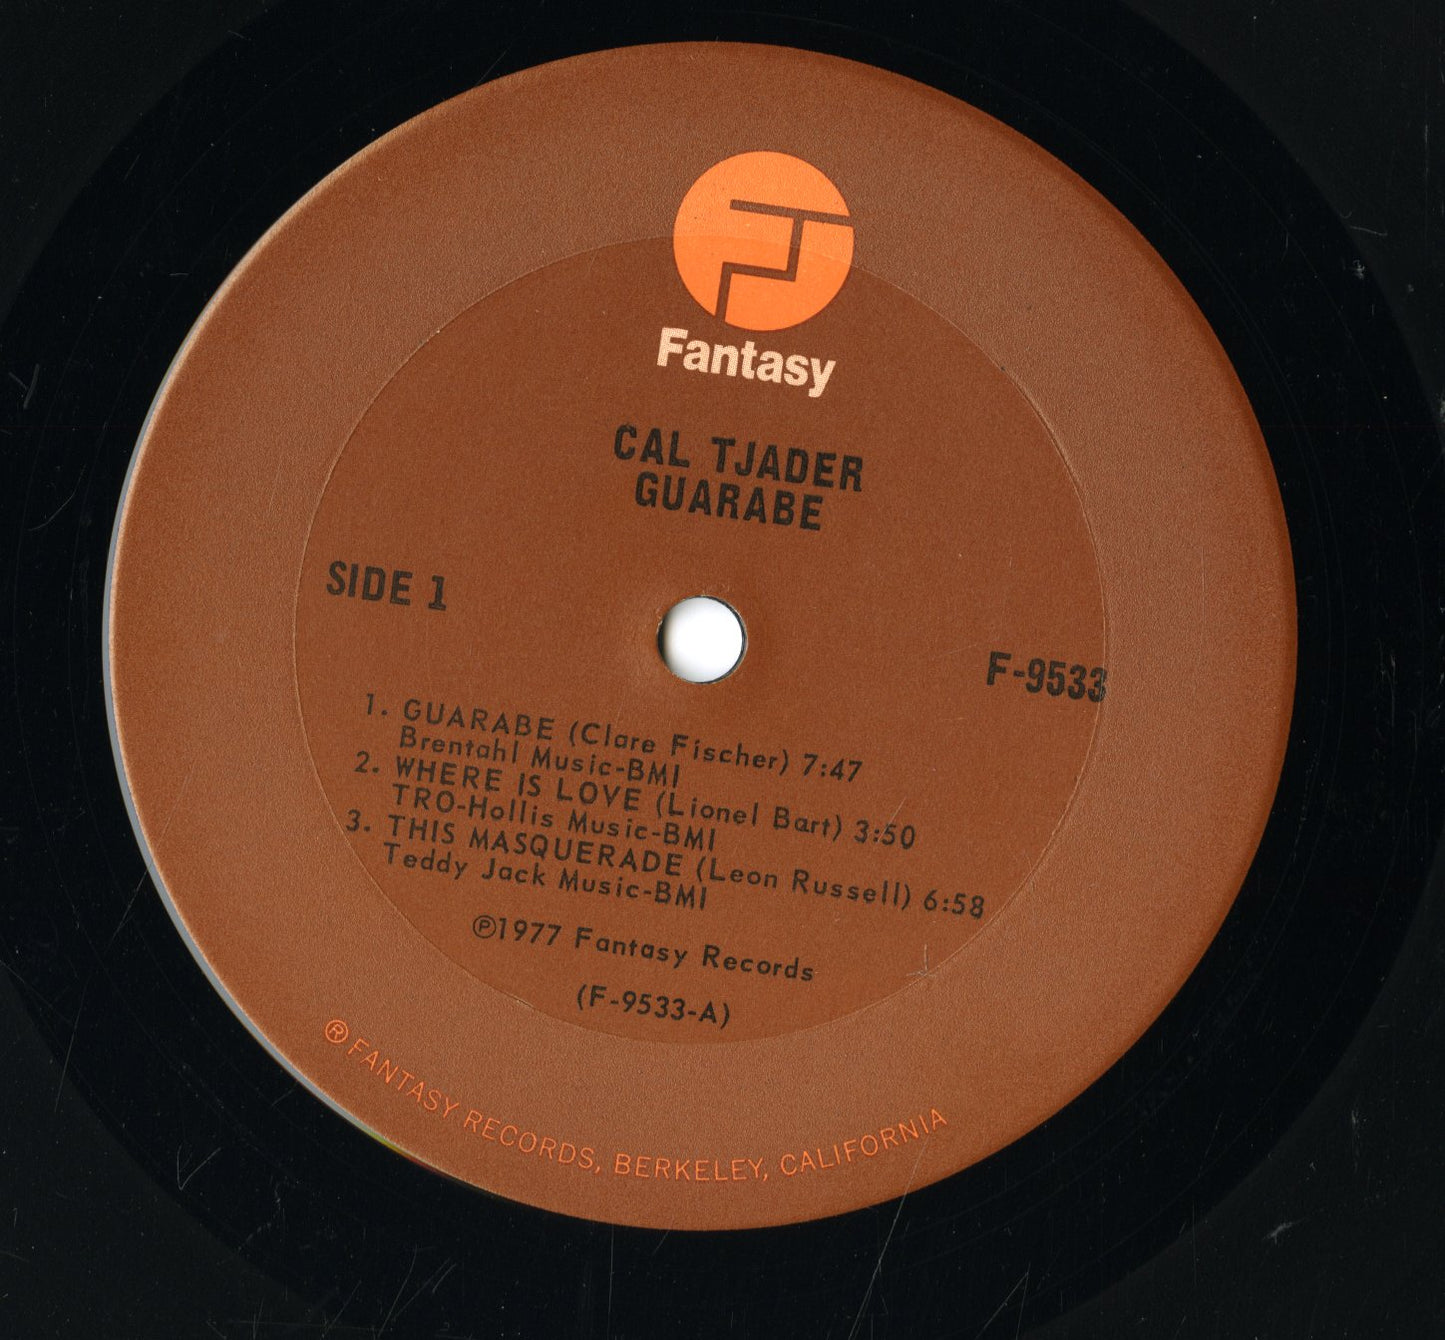 Fantasy
CAL TJADER
GUARABE
SIDE 1
F-9533
1. GUARABE (Clare Fischer) 7:47
Brentahl Music-BMI
2. WHERE IS LOVE (Lionel Bart) 3:50
TRO-Hollis Music-BMI
3. THIS MASQUERADE (Leon Russell) 6:58
Teddy Jack Music-BMI
℗1977 Fantasy Records
(F-9533-A)
® FANTASY RECORDS, BERKELEY, CALIFORNIA